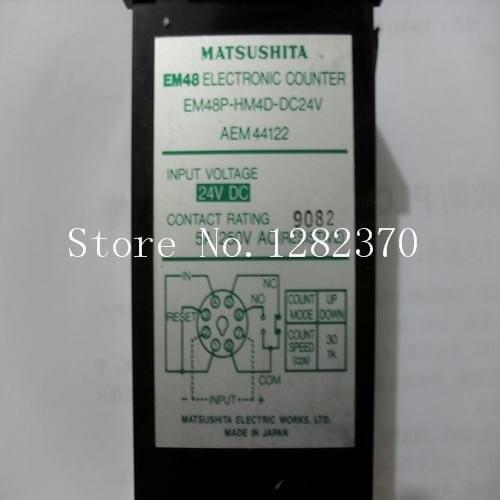 MATSUSHITA
EM48 ELECTRONIC COUNTER
EM48P-HM4D-DC24V
AEM44122
INPUT VOLTAGE
24V DC
CONTACT RATING 9082
Store No. :1282370
250V AC
IN NC
NO
RESET
COM
- INPUT +
COUNT MODE UP DOWN
COUNT SPEED (cps) 30 1k
MATSUSHITA ELECTRIC WORKS, LTD.
MADE IN JAPAN